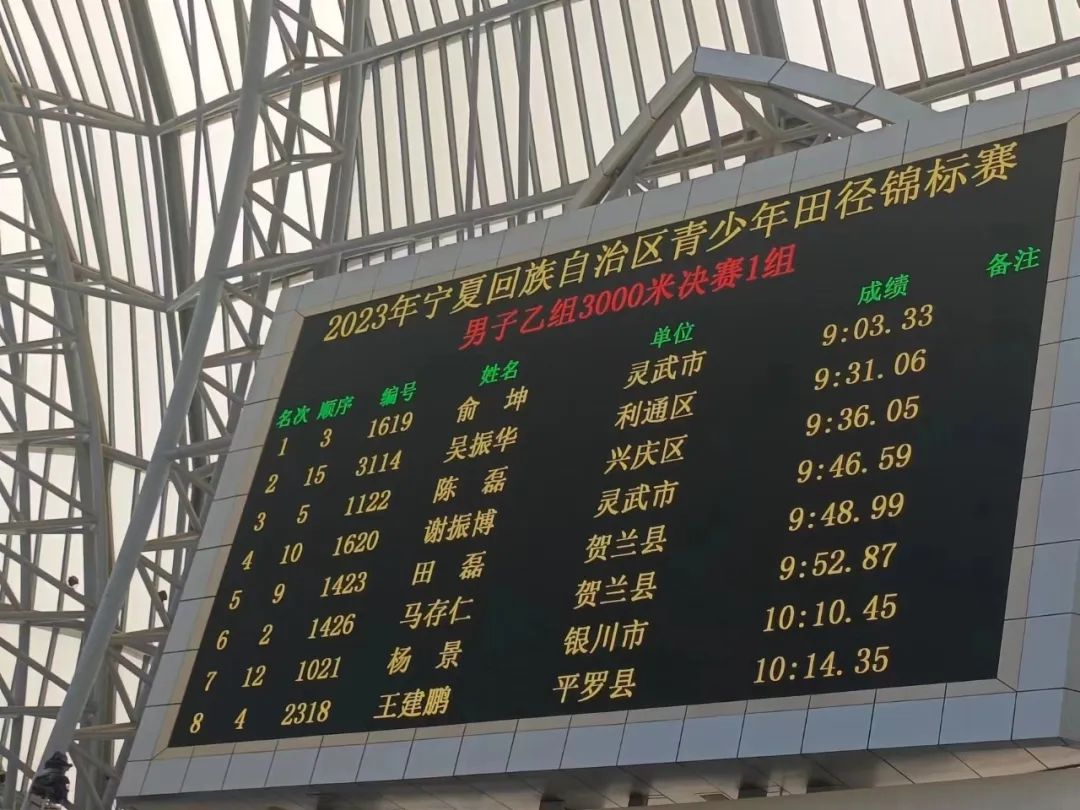 2023年宁夏回族自治区青少年田径锦标赛
男子乙组3000米决赛1组
名次 顺序 编号 姓名 单位 成绩 备注
1 3 1619 俞 坤 灵武市 9:03.33
2 15 3114 吴振华 利通区 9:31.06
3 5 1122 陈 磊 兴庆区 9:36.05
4 10 1620 谢振博 灵武市 9:46.59
5 9 1423 田 磊 贺兰县 9:48.99
6 2 1426 马存仁 贺兰县 9:52.87
7 12 1021 杨 景 银川市 10:10.45
8 4 2318 王建鹏 平罗县 10:14.35